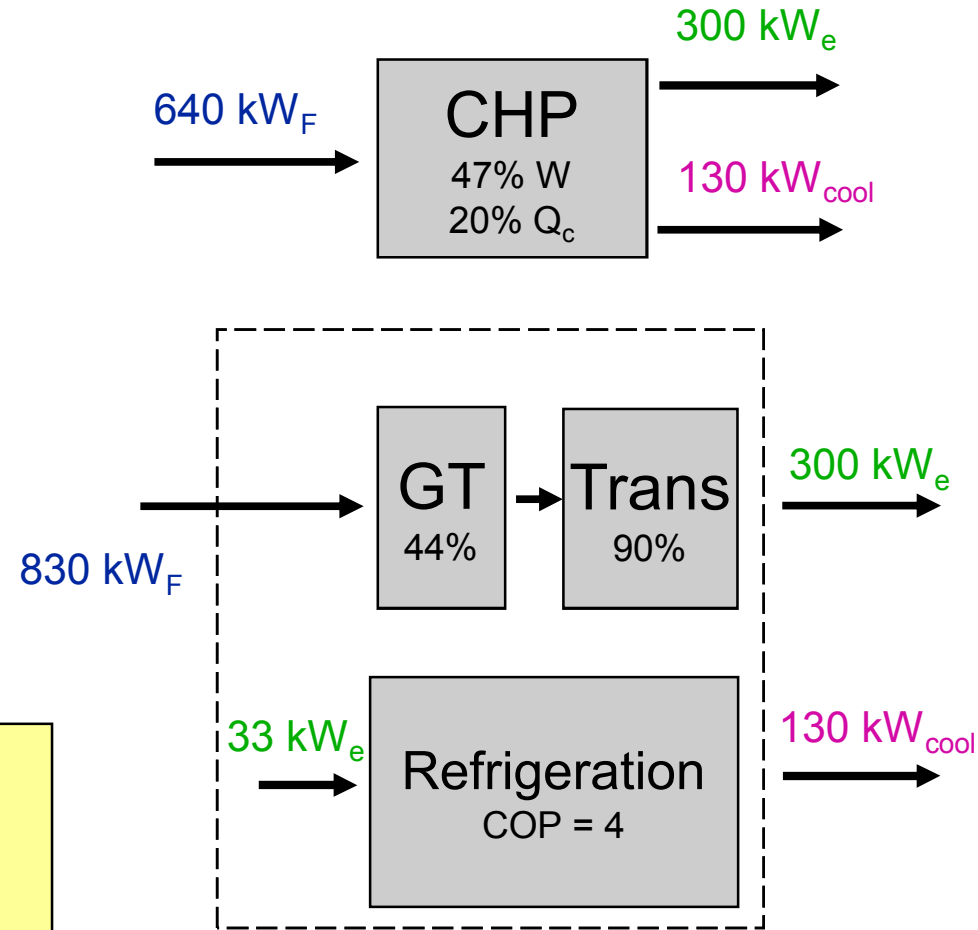 300 kWe
640 kWF
CHP
47% W
20% Qc
130 kWcool
GT
44%
Trans
90%
300 kWe
830 kWF
33 kWe
Refrigeration
COP = 4
130 kWcool